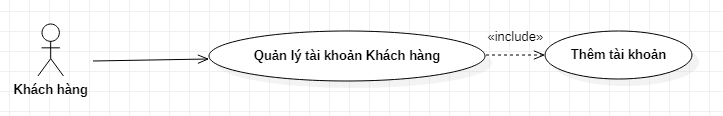 «include»
Quản lý tài khoản Khách hàng
Thêm tài khoản
Khách hàng